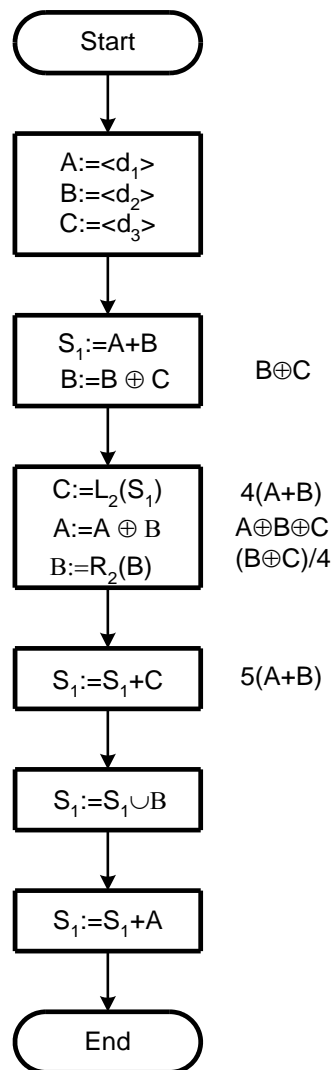 Start
A:=<d₁>
B:=<d₂>
C:=<d₃>
S₁:=A+B
B:=B ⊕ C
B⊕C
C:=L₂(S₁)
4(A+B)
A:=A ⊕ B
A⊕B⊕C
B:=R₂(B)
(B⊕C)/4
S₁:=S₁+C
5(A+B)
S₁:=S₁∪B
S₁:=S₁+A
End